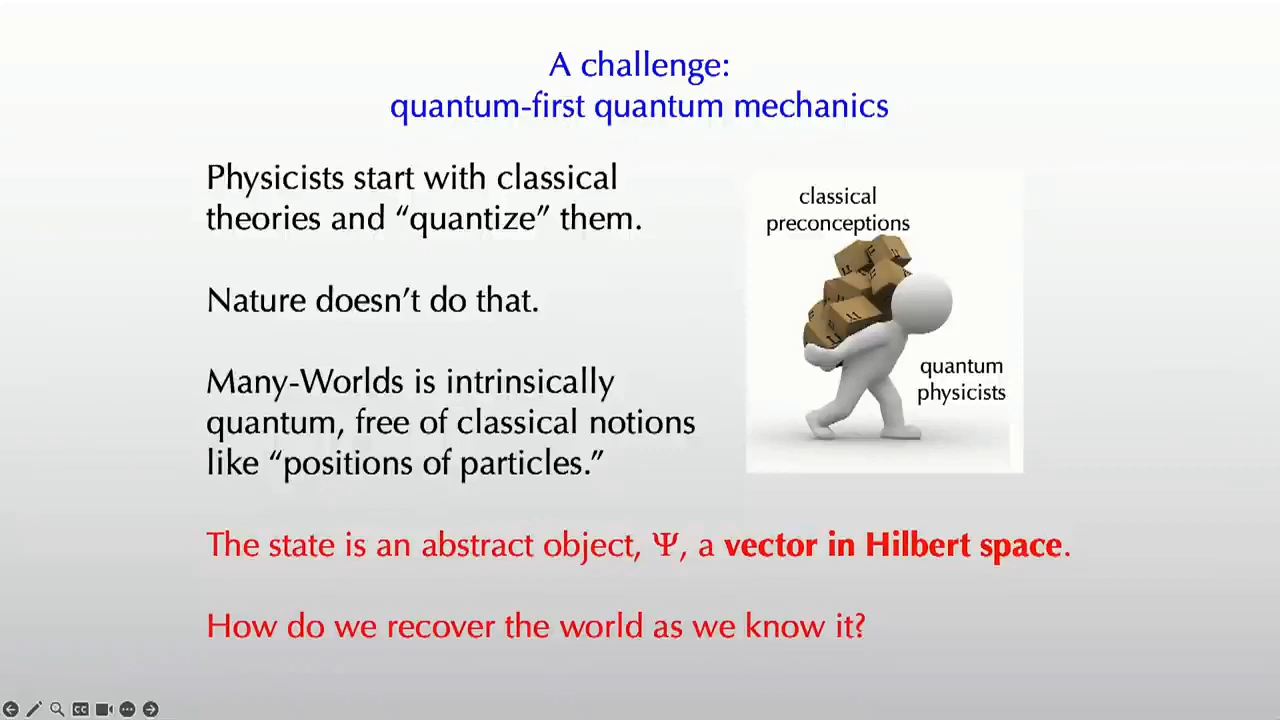 A challenge:
quantum-first quantum mechanics
Physicists start with classical
theories and “quantize” them.
Nature doesn’t do that.
Many-Worlds is intrinsically
quantum, free of classical notions
like “positions of particles.”
The state is an abstract object, Ψ, a vector in Hilbert space.
How do we recover the world as we know it?
classical
preconceptions
quantum
physicists
CC